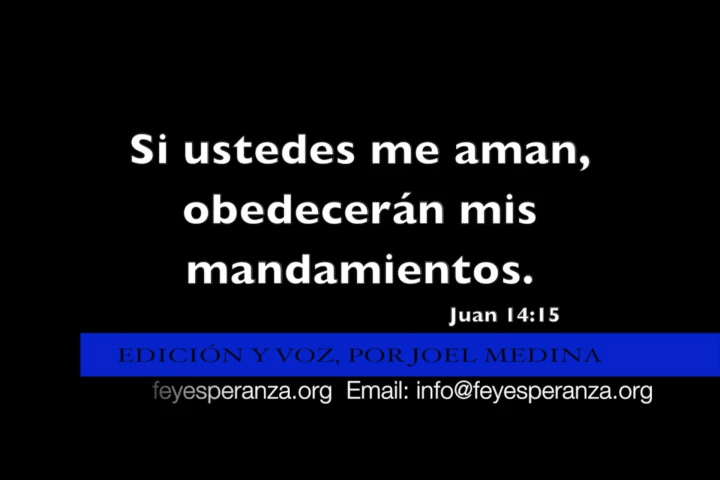 Si ustedes me aman,
obedecerán mis
mandamientos.
Juan 14:15
EDICIÓN Y VOZ, POR JOEL MEDINA
feyesperanza.org Email: info@feyesperanza.org